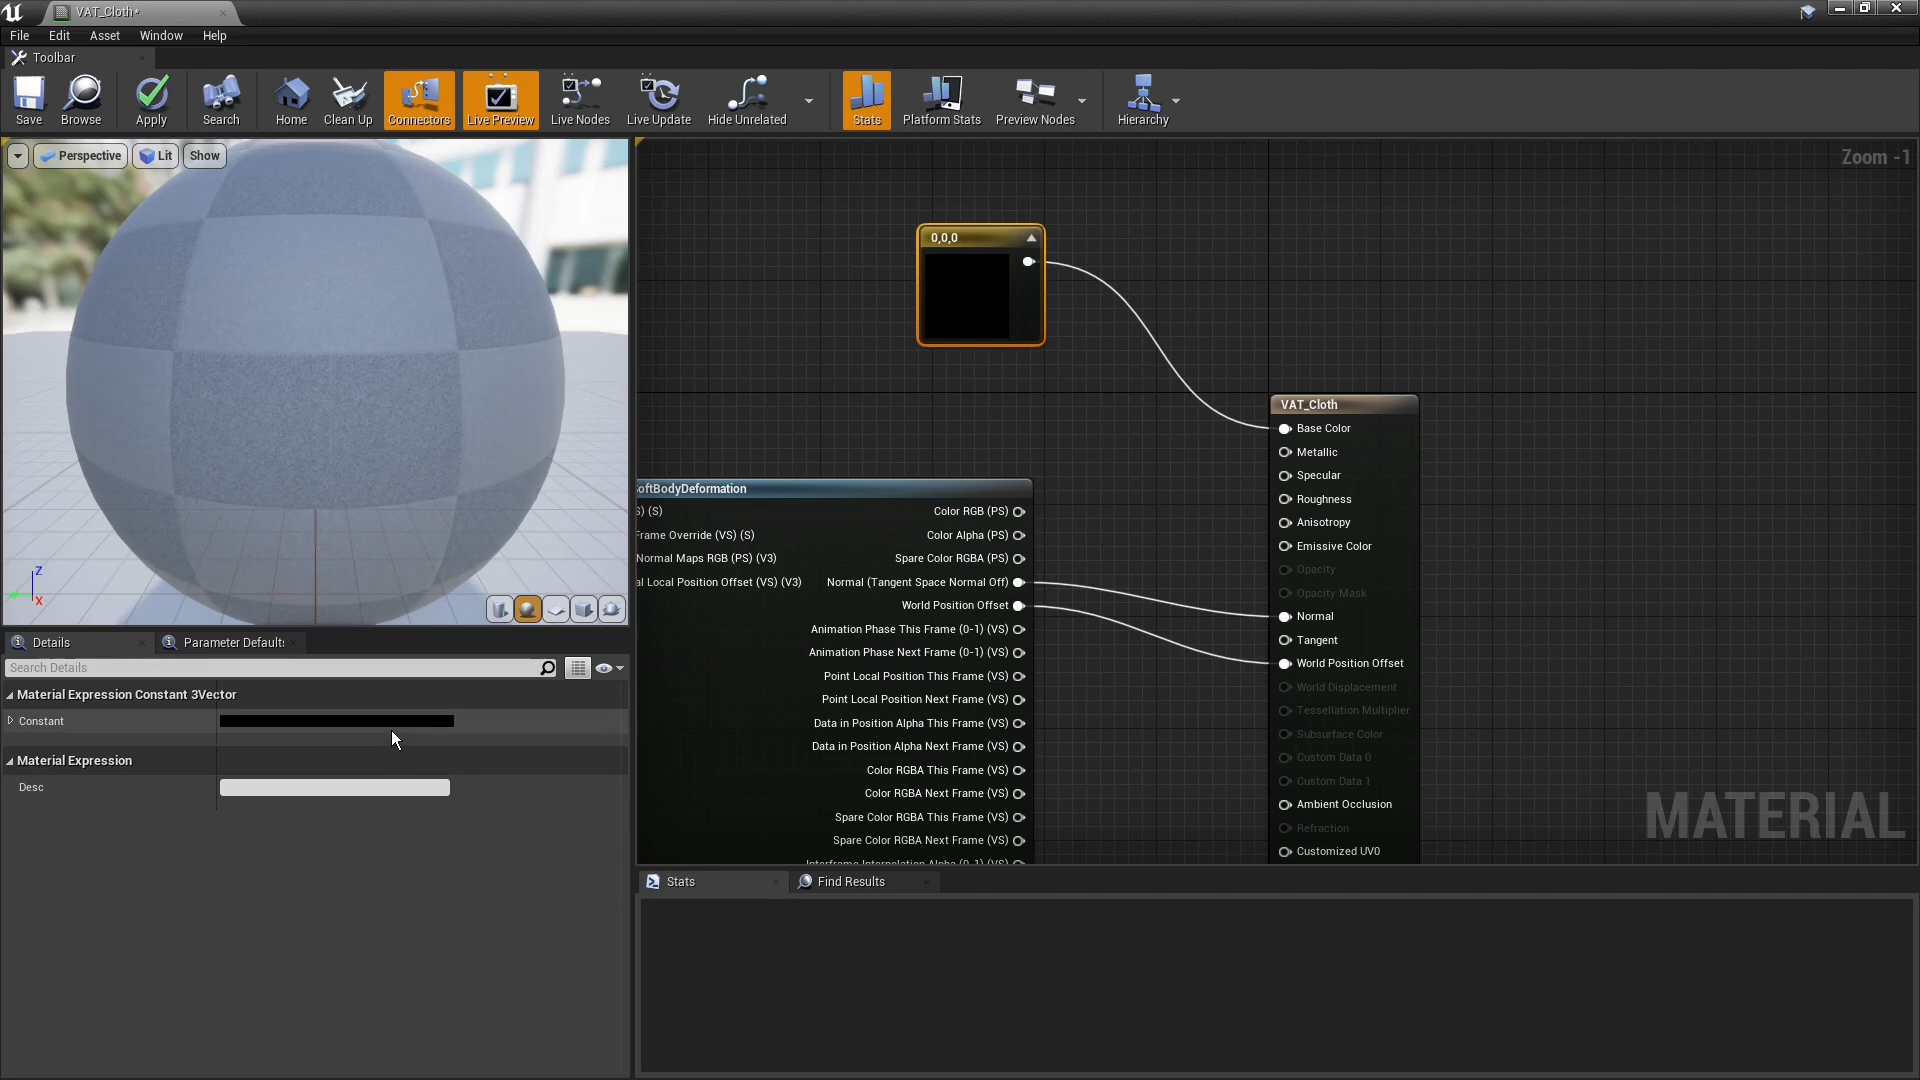 VAT_Cloth*
File Edit Asset Window Help
Toolbar
Save Browse Apply Search Home Clean Up Connectors Live Preview Live Nodes Live Update Hide Unrelated Stats Platform Stats Preview Nodes Hierarchy
Perspective Lit Show
Zoom -1
0,0,0
VAT_Cloth
Base Color
Metallic
Specular
Roughness
Anisotropy
Emissive Color
Opacity
Opacity Mask
Normal
Tangent
World Position Offset
World Displacement
Tessellation Multiplier
Subsurface Color
Custom Data 0
Custom Data 1
Ambient Occlusion
Refraction
Customized UV0
SoftBodyDeformation
S) (S) Color RGB (PS)
Frame Override (VS) (S) Color Alpha (PS)
Normal Maps RGB (PS) (V3) Spare Color RGBA (PS)
al Local Position Offset (VS) (V3) Normal (Tangent Space Normal Off)
World Position Offset
Animation Phase This Frame (0-1) (VS)
Animation Phase Next Frame (0-1) (VS)
Point Local Position This Frame (VS)
Point Local Position Next Frame (VS)
Data in Position Alpha This Frame (VS)
Data in Position Alpha Next Frame (VS)
Color RGBA This Frame (VS)
Color RGBA Next Frame (VS)
Spare Color RGBA This Frame (VS)
Spare Color RGBA Next Frame (VS)
Interframe Interpolation Alpha (0-1) (VS)
MATERIAL
Z
X
Details Parameter Defaults
Search Details
Material Expression Constant 3Vector
Constant
Material Expression
Desc
Stats Find Results